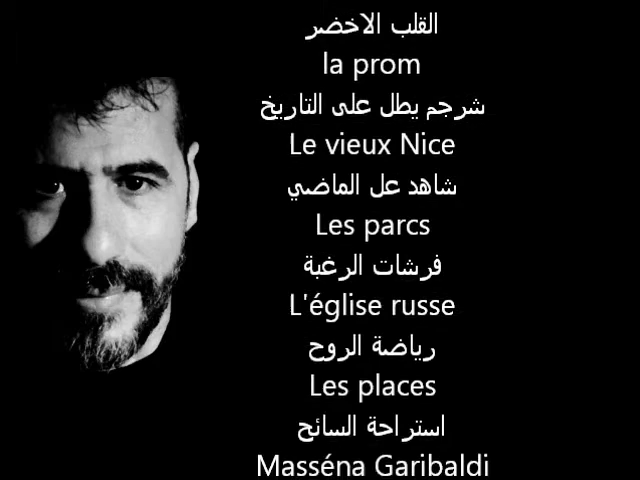 القلب الاخضر
la prom
شرجم يطل على التاريخ
Le vieux Nice
شاهد عل الماضي
Les parcs
فرشات الرغبة
L'église russe
رياضة الروح
Les places
استراحة السائح
Masséna Garibaldi